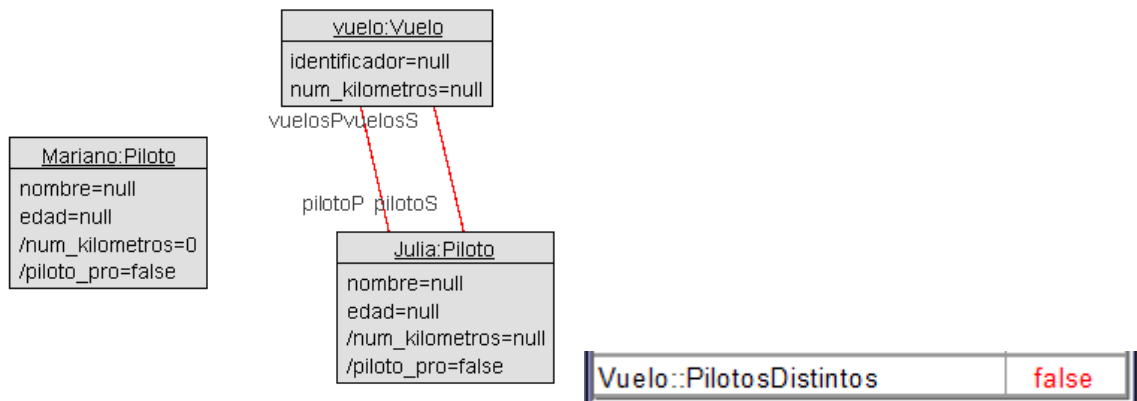 vuelo:Vuelo
identificador=null
num_kilometros=null
vuelosPvuelosS
Mariano:Piloto
nombre=null
edad=null
/num_kilometros=0
/piloto_pro=false
pilotoP pilotoS
Julia:Piloto
nombre=null
edad=null
/num_kilometros=null
/piloto_pro=false
Vuelo::PilotosDistintos false